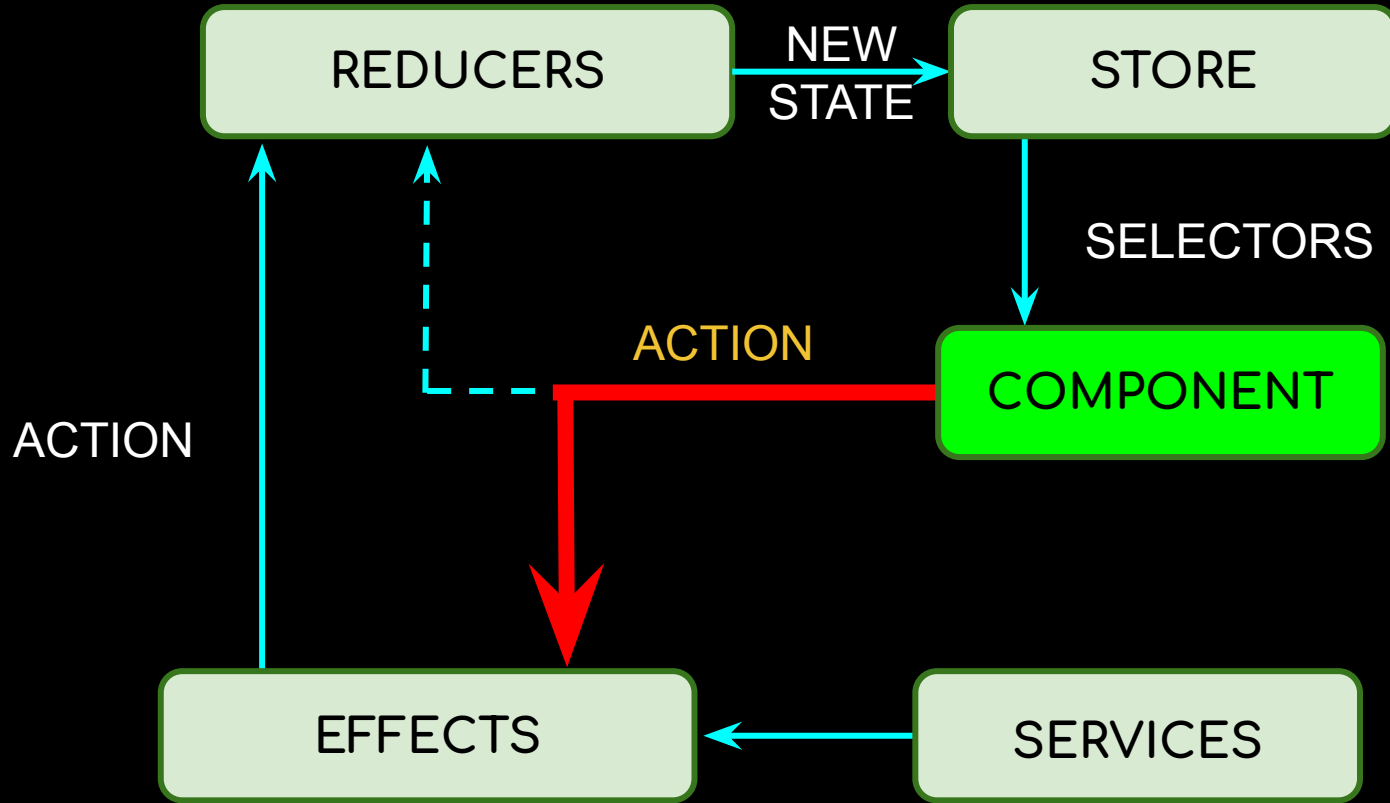 REDUCERS
NEW
STATE
STORE
SELECTORS
ACTION
COMPONENT
ACTION
EFFECTS
SERVICES